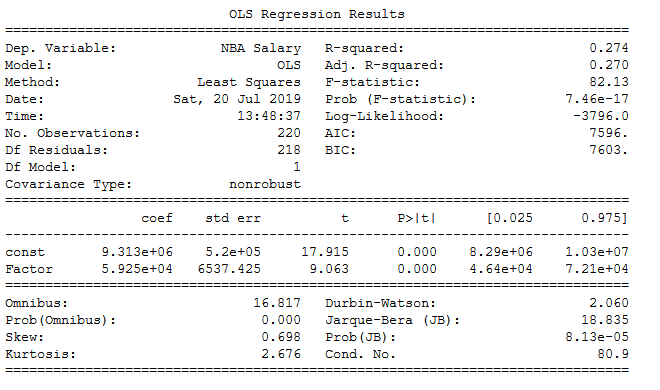 OLS Regression Results
==============================================================================
Dep. Variable: NBA Salary R-squared: 0.274
Model: OLS Adj. R-squared: 0.270
Method: Least Squares F-statistic: 82.13
Date: Sat, 20 Jul 2019 Prob (F-statistic): 7.46e-17
Time: 13:48:37 Log-Likelihood: -3796.0
No. Observations: 220 AIC: 7596.
Df Residuals: 218 BIC: 7603.
Df Model: 1
Covariance Type: nonrobust
==============================================================================
coef std err t P>|t| [0.025 0.975]
------------------------------------------------------------------------------
const 9.313e+06 5.2e+05 17.915 0.000 8.29e+06 1.03e+07
Factor 5.925e+04 6537.425 9.063 0.000 4.64e+04 7.21e+04
==============================================================================
Omnibus: 16.817 Durbin-Watson: 2.060
Prob(Omnibus): 0.000 Jarque-Bera (JB): 18.835
Skew: 0.698 Prob(JB): 8.13e-05
Kurtosis: 2.676 Cond. No. 80.9
==============================================================================